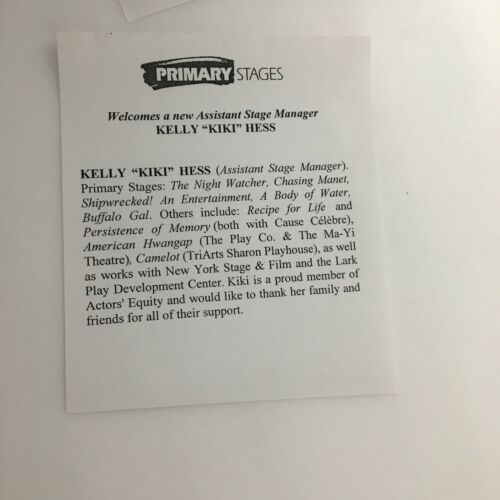 PRIMARY STAGES
Welcomes a new Assistant Stage Manager
KELLY “KIKI” HESS
KELLY “KIKI” HESS (Assistant Stage Manager).
Primary Stages: The Night Watcher, Chasing Manet,
Shipwrecked! An Entertainment, A Body of Water,
Buffalo Gal. Others include: Recipe for Life and
Persistence of Memory (both with Cause Célèbre),
American Hwangap (The Play Co. & The Ma-Yi
Theatre), Camelot (TriArts Sharon Playhouse), as well
as works with New York Stage & Film and the Lark
Play Development Center. Kiki is a proud member of
Actors' Equity and would like to thank her family and
friends for all of their support.